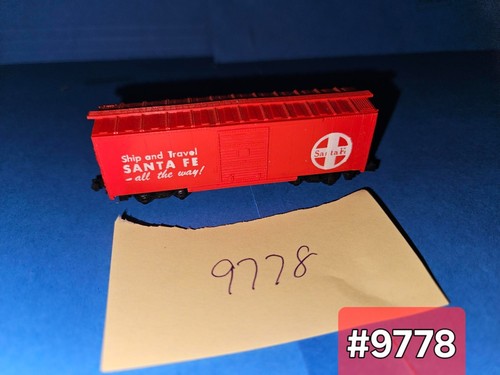 Ship and Travel
SANTA FE
- all the way!
Santa Fe
9778
#9778